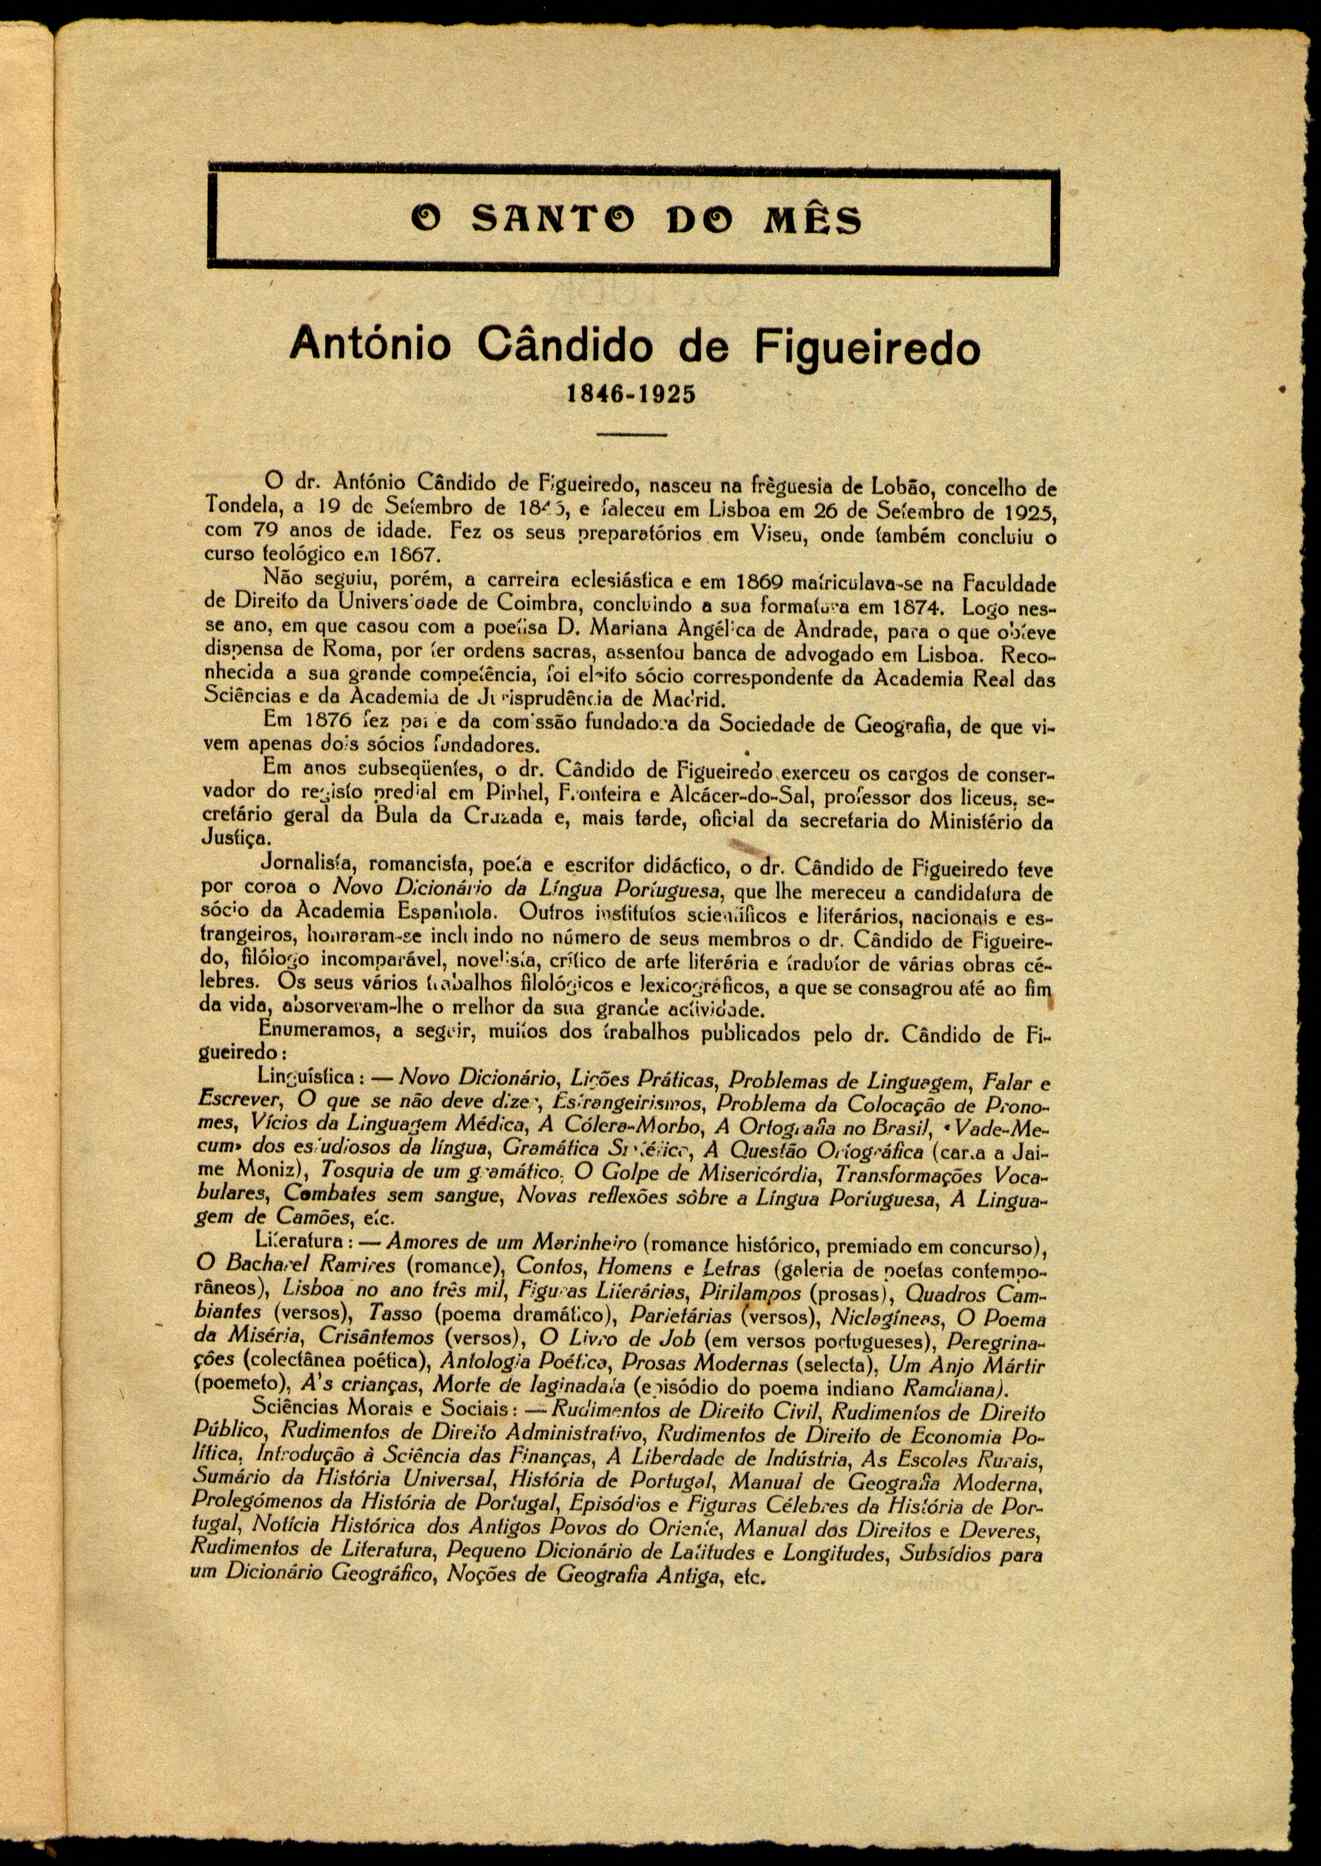 O SANTO DO MÊS
António Cândido de Figueiredo
1846-1925
O dr. António Cândido de Figueiredo, nasceu na frèguesia de Lobão, concelho de
Tondela, a 19 de Setembro de e faleceu em Lisboa em 26 de Setembro de 1925,
com 79 anos de idade. Fez os seus preparatórios em Viseu, onde também concluiu o
curso teológico em 1867.
Não seguiu, porém, a carreira eclesiástica e em 1869 matriculava-se na Faculdade
de Direito da Universidade de Coimbra, concluindo a sua formatura em 1874. Logo nes-
se ano, em que casou com a poetisa D. Mariana Angélica de Andrade, para o que obteve
dispensa de Roma, por ter ordens sacras, assentou banca de advogado em Lisboa. Reco-
nhecida a sua grande competência, foi eleito sócio correspondente da Academia Real das
Sciências e da Academia de Jurisprudência de Madrid.
Em 1876 fez parte da comissão fundadora da Sociedade de Geografia, de que vi-
vem apenas dois sócios fundadores.
Em anos subseqüentes, o dr. Cândido de Figueiredo exerceu os cargos de conser-
vador do registo predial em Pinhel, Fronteira e Alcácer-do-Sal, professor dos liceus, se-
cretário geral da Bula da Cruzada e, mais tarde, oficial da secretaria do Ministério da
Justiça.
Jornalista, romancista, poeta e escritor didáctico, o dr. Cândido de Figueiredo teve
por coroa o Novo Dicionário da Língua Portuguesa, que lhe mereceu a candidatura de
sócio da Academia Espanhola. Outros institutos scientíficos e literários, nacionais e es-
trangeiros, honraram-se incluindo no número de seus membros o dr. Cândido de Figueire-
do, filólogo incomparável, novelista, crítico de arte literária e tradutor de várias obras cé-
lebres. Os seus vários trabalhos filológicos e lexicográficos, a que se consagrou até ao fim
da vida, absorveram-lhe o melhor da sua grande actividade.
Enumeramos, a seguir, muitos dos trabalhos publicados pelo dr. Cândido de Fi-
gueiredo:
Linguística: — Novo Dicionário, Lições Práticas, Problemas de Linguagem, Falar e
Escrever, O que se não deve dizer, Estrangeirismos, Problema da Colocação de Prono-
mes, Vícios da Linguagem Médica, A Cólera-Morbo, A Ortografia no Brasil, «Vade-Me-
cum» dos estudiosos da língua, Gramática Sintética, A Questão Ortográfica (carta a Jai-
me Moniz), Tosquia de um gramático, O Golpe de Misericórdia, Transformações Voca-
bulares, Combates sem sangue, Novas reflexões sôbre a Língua Portuguesa, A Lingua-
gem de Camões, etc.
Literatura: — Amores de um Marinheiro (romance histórico, premiado em concurso),
O Bacharel Ramires (romance), Contos, Homens e Letras (galeria de poetas contempo-
râneos), Lisboa no ano três mil, Figuras Literárias, Pirilampos (prosas), Quadros Cam-
biantes (versos), Tasso (poema dramático), Parietárias (versos), Niclagíneas, O Poema
da Miséria, Crisântemos (versos), O Livro de Job (em versos portugueses), Peregrina-
ções (colectânea poética), Antologia Poética, Prosas Modernas (selecta), Um Anjo Mártir
(poemeto), A's crianças, Morte de Iaginadata (episódio do poema indiano Ramdiana).
Sciências Morais e Sociais: — Rudimentos de Direito Civil, Rudimentos de Direito
Público, Rudimentos de Direito Administrativo, Rudimentos de Direito de Economia Po-
lítica, Introdução à Sciência das Finanças, A Liberdade de Indústria, As Escolas Rurais,
Sumário da História Universal, História de Portugal, Manual de Geografia Moderna,
Prolegómenos da História de Portugal, Episódios e Figuras Célebres da História de Por-
tugal, Notícia Histórica dos Antigos Povos do Oriente, Manual dos Direitos e Deveres,
Rudimentos de Literatura, Pequeno Dicionário de Latitudes e Longitudes, Subsídios para
um Dicionário Geográfico, Noções de Geografia Antiga, etc.